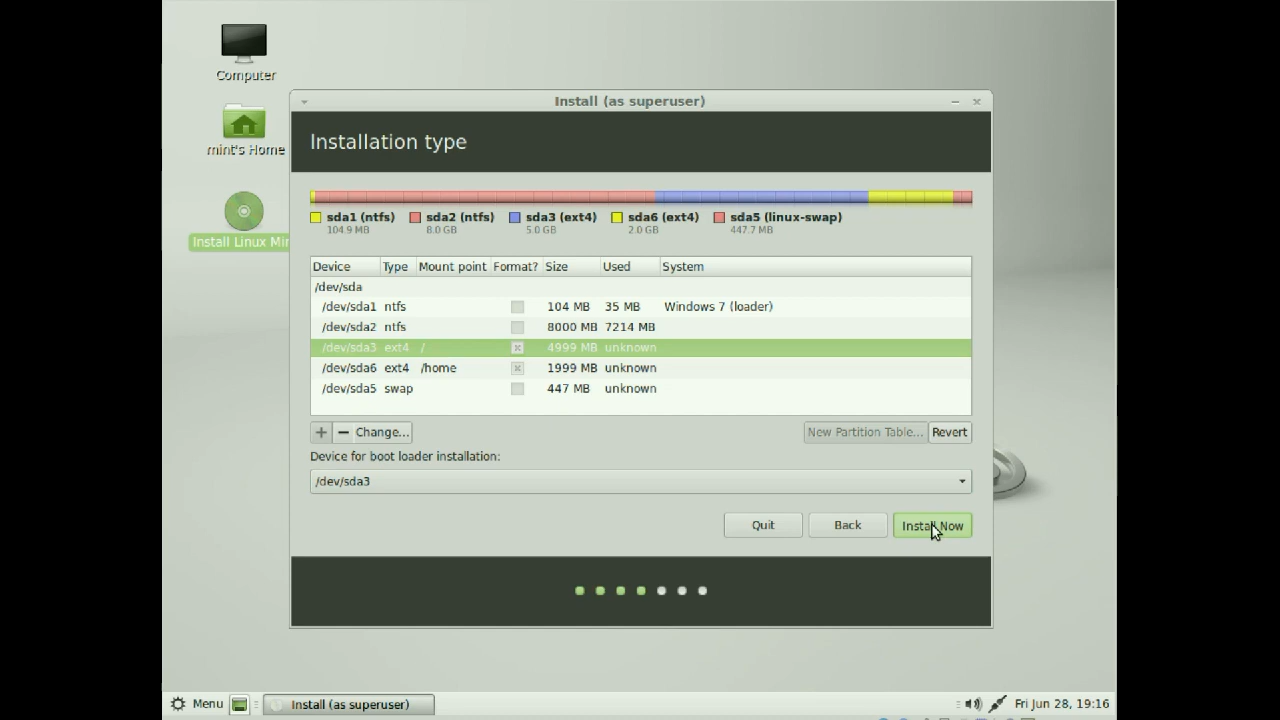 Computer
mint's Home
Install Linux Min
Install (as superuser)
Installation type
sda1 (ntfs) sda2 (ntfs) sda3 (ext4) sda6 (ext4) sda5 (linux-swap)
104.9 MB 8.0 GB 5.0 GB 2.0 GB 447.7 MB
Device Type Mount point Format? Size Used System
/dev/sda
/dev/sda1 ntfs 104 MB 35 MB Windows 7 (loader)
/dev/sda2 ntfs 8000 MB 7214 MB
/dev/sda3 ext4 / 4999 MB unknown
/dev/sda6 ext4 /home 1999 MB unknown
/dev/sda5 swap 447 MB unknown
+ − Change... New Partition Table... Revert
Device for boot loader installation:
/dev/sda3
Quit Back Install Now
Menu Install (as superuser) Fri Jun 28, 19:16